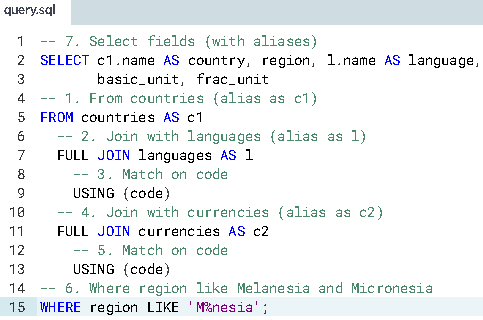 query.sql
1 -- 7. Select fields (with aliases)
2 SELECT c1.name AS country, region, l.name AS language,
3 basic_unit, frac_unit
4 -- 1. From countries (alias as c1)
5 FROM countries AS c1
6 -- 2. Join with languages (alias as l)
7 FULL JOIN languages AS l
8 -- 3. Match on code
9 USING (code)
10 -- 4. Join with currencies (alias as c2)
11 FULL JOIN currencies AS c2
12 -- 5. Match on code
13 USING (code)
14 -- 6. Where region like Melanesia and Micronesia
15 WHERE region LIKE 'M%nesia';